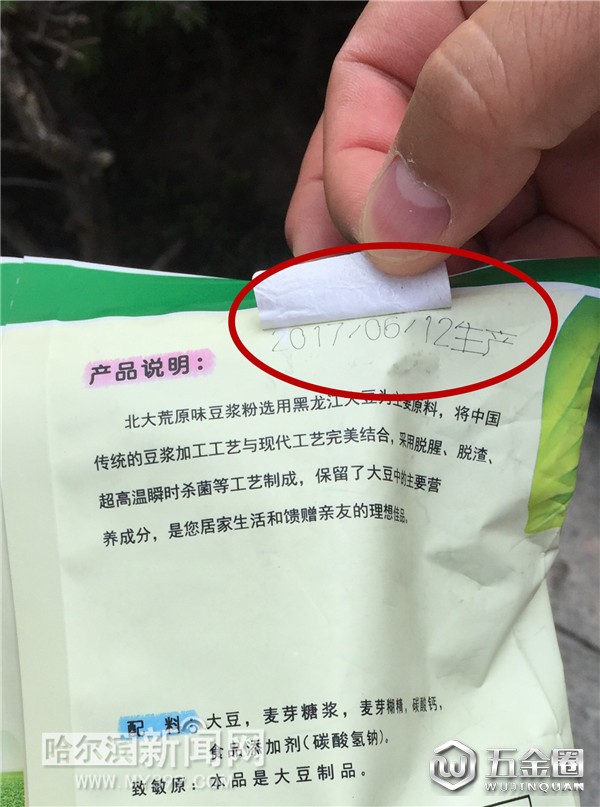 2017/06/12生产
产品说明：
北大荒原味豆浆粉选用黑龙江大豆为主要原料，将中国
传统的豆浆加工工艺与现代工艺完美结合，采用脱腥、脱渣、
超高温瞬时杀菌等工艺制成，保留了大豆中的主要营
养成分，是您居家生活和馈赠亲友的理想佳品。
配 料：大豆，麦芽糖浆，麦芽糊精，碳酸钙，
食品添加剂(碳酸氢钠)。
致敏原：本品是大豆制品。
哈尔滨新闻网
五金圈
WUJINQUAN